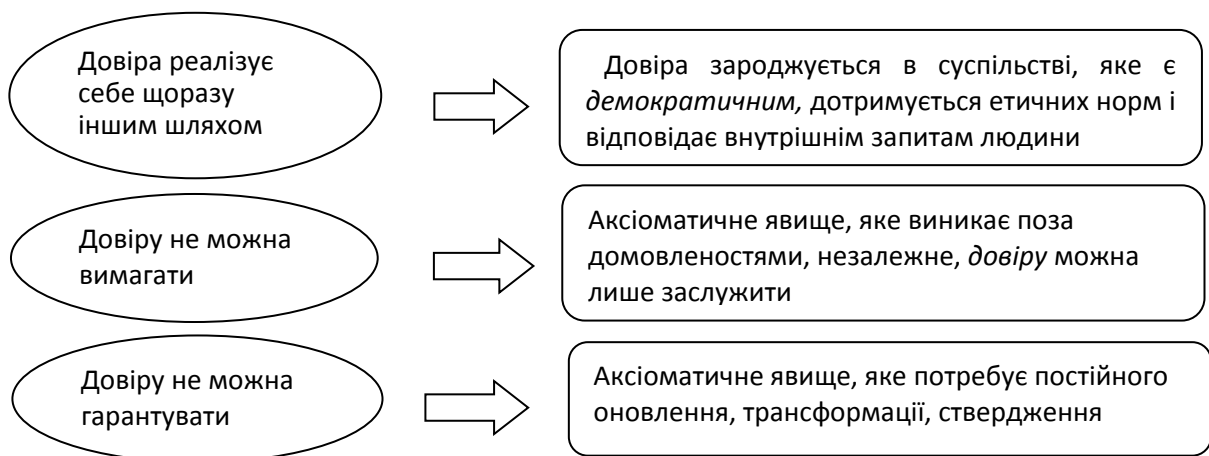 Довіра реалізує
себе щоразу
іншим шляхом
Довіра зароджується в суспільстві, яке є
демократичним, дотримується етичних норм і
відповідає внутрішнім запитам людини
Довіру не можна
вимагати
Аксіоматичне явище, яке виникає поза
домовленостями, незалежне, довіру можна
лише заслужити
Довіру не можна
гарантувати
Аксіоматичне явище, яке потребує постійного
оновлення, трансформації, ствердження